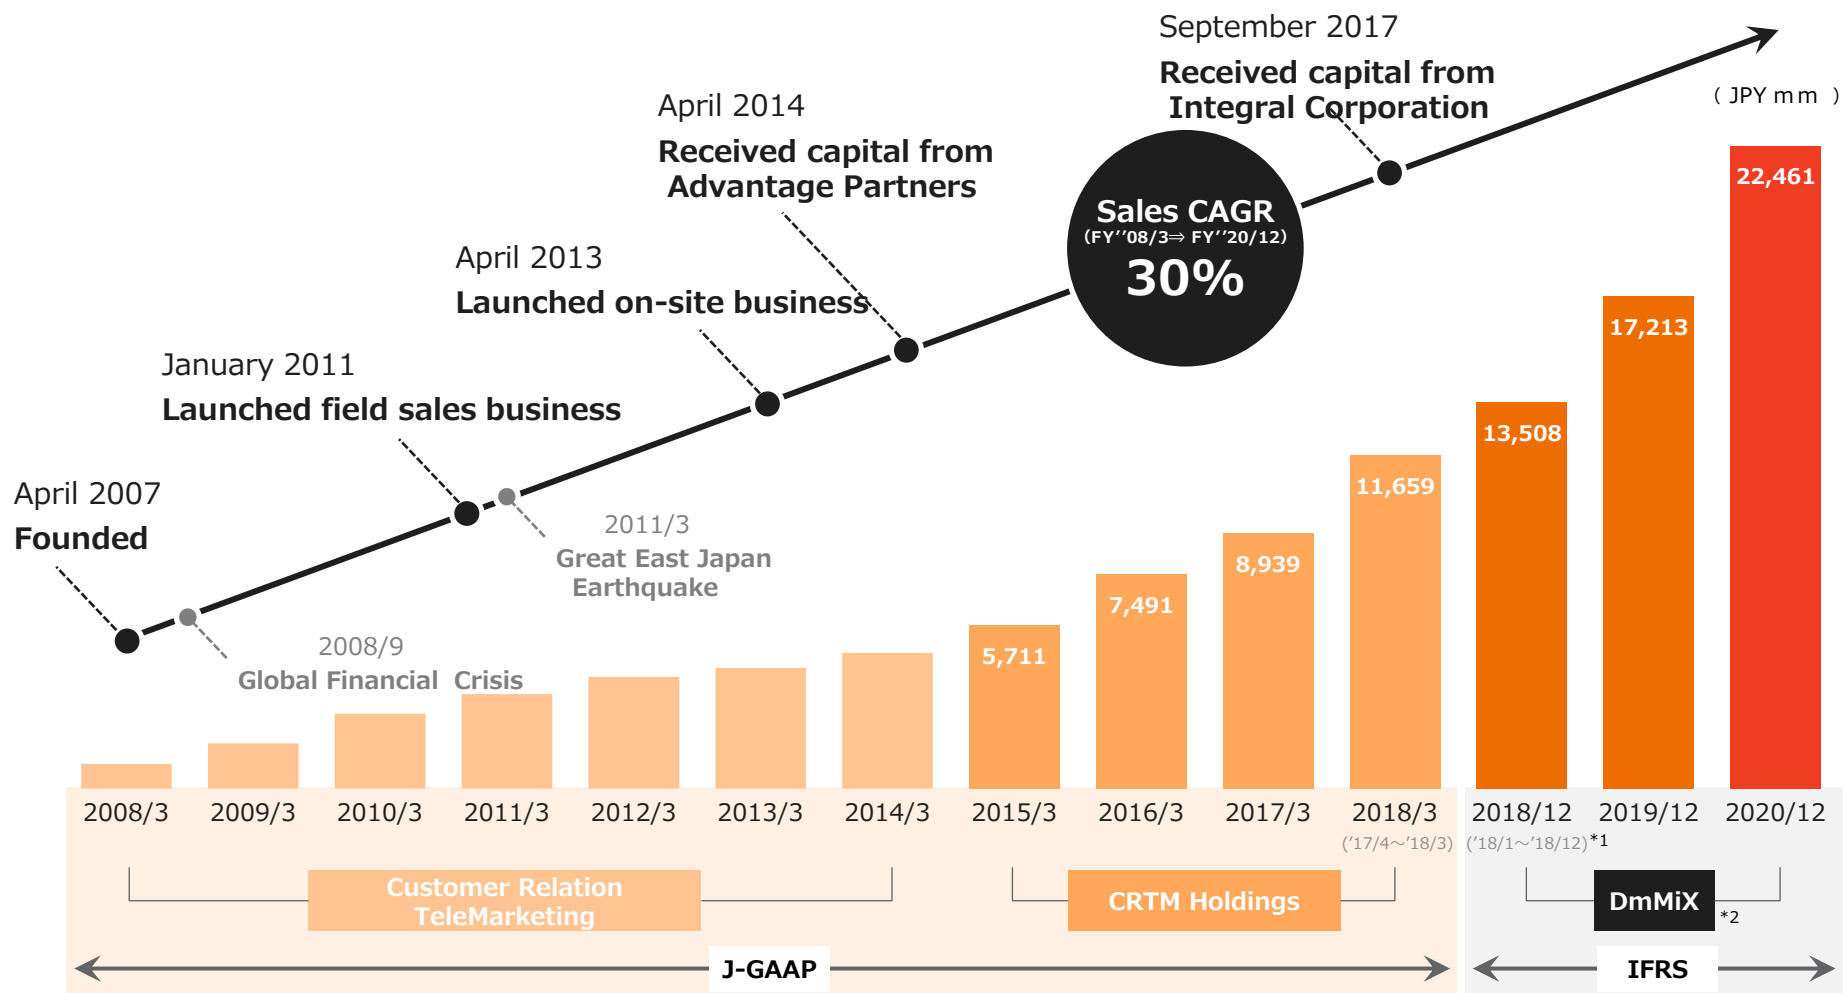 September 2017
Received capital from
Integral Corporation
( JPY mm )
April 2014
Received capital from
Advantage Partners
Sales CAGR
(FY’’08/3⇒ FY’’20/12)
30%
April 2013
Launched on-site business
January 2011
Launched field sales business
April 2007
Founded
2011/3
Great East Japan
Earthquake
2008/9
Global Financial Crisis
5,711
7,491
8,939
11,659
13,508
17,213
22,461
2008/3
2009/3
2010/3
2011/3
2012/3
2013/3
2014/3
2015/3
2016/3
2017/3
2018/3
2018/12
2019/12
2020/12
(’17/4～’18/3)
(’18/1～’18/12)*1
Customer Relation
TeleMarketing
CRTM Holdings
DmMiX
*2
J-GAAP
IFRS